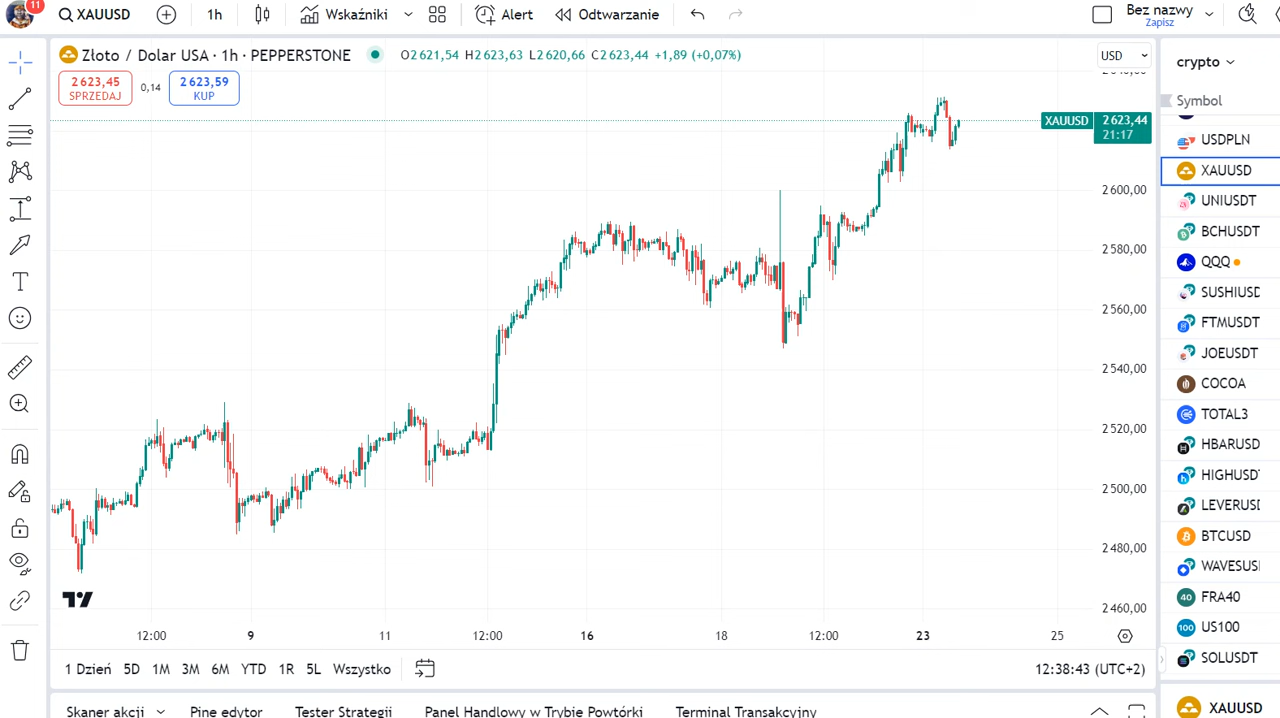 11
XAUUSD
1h
Wskaźniki
Alert
Odtwarzanie
Bez nazwy
Zapisz
Złoto / Dolar USA · 1h · PEPPERSTONE
O2 621,54 H2 623,63 L2 620,66 C2 623,44 +1,89 (+0,07%)
USD
crypto
2 623,45
SPRZEDAJ
0,14
2 623,59
KUP
Symbol
XAUUSD
2 623,44
21:17
2 600,00
2 580,00
2 560,00
2 540,00
2 520,00
2 500,00
2 480,00
2 460,00
USDPLN
XAUUSD
UNIUSDT
BCHUSDT
QQQ
SUSHIUSD
FTMUSDT
JOEUSDT
COCOA
TOTAL3
HBARUSD
HIGHUSDT
LEVERUSD
BTCUSD
WAVESUS
40
FRA40
100
US100
SOLUSDT
12:00
9
11
12:00
16
18
12:00
23
25
1 Dzień
5D
1M
3M
6M
YTD
1R
5L
Wszystko
12:38:43 (UTC+2)
Skaner akcji
Pine edytor
Tester Strategii
Panel Handlowy w Trybie Powtórki
Terminal Transakcyjny
XAUUSD